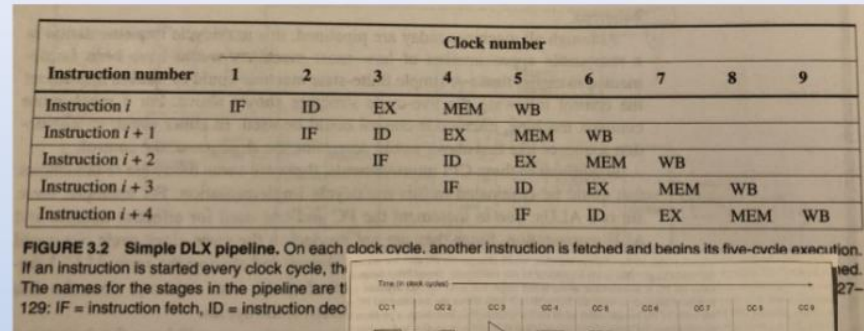 Clock number
Instruction number 1 2 3 4 5 6 7 8 9
Instruction i IF ID EX MEM WB
Instruction i + 1 IF ID EX MEM WB
Instruction i + 2 IF ID EX MEM WB
Instruction i + 3 IF ID EX MEM WB
Instruction i + 4 IF ID EX MEM WB
FIGURE 3.2 Simple DLX pipeline. On each clock cycle, another instruction is fetched and begins its five-cycle execution.
If an instruction is started every clock cycle, th
The names for the stages in the pipeline are t 27–
129: IF = instruction fetch, ID = instruction dec
Time (in clock cycles)
CC 1 CC 2 CC 3 CC 4 CC 5 CC 6 CC 7 CC 8 CC 9